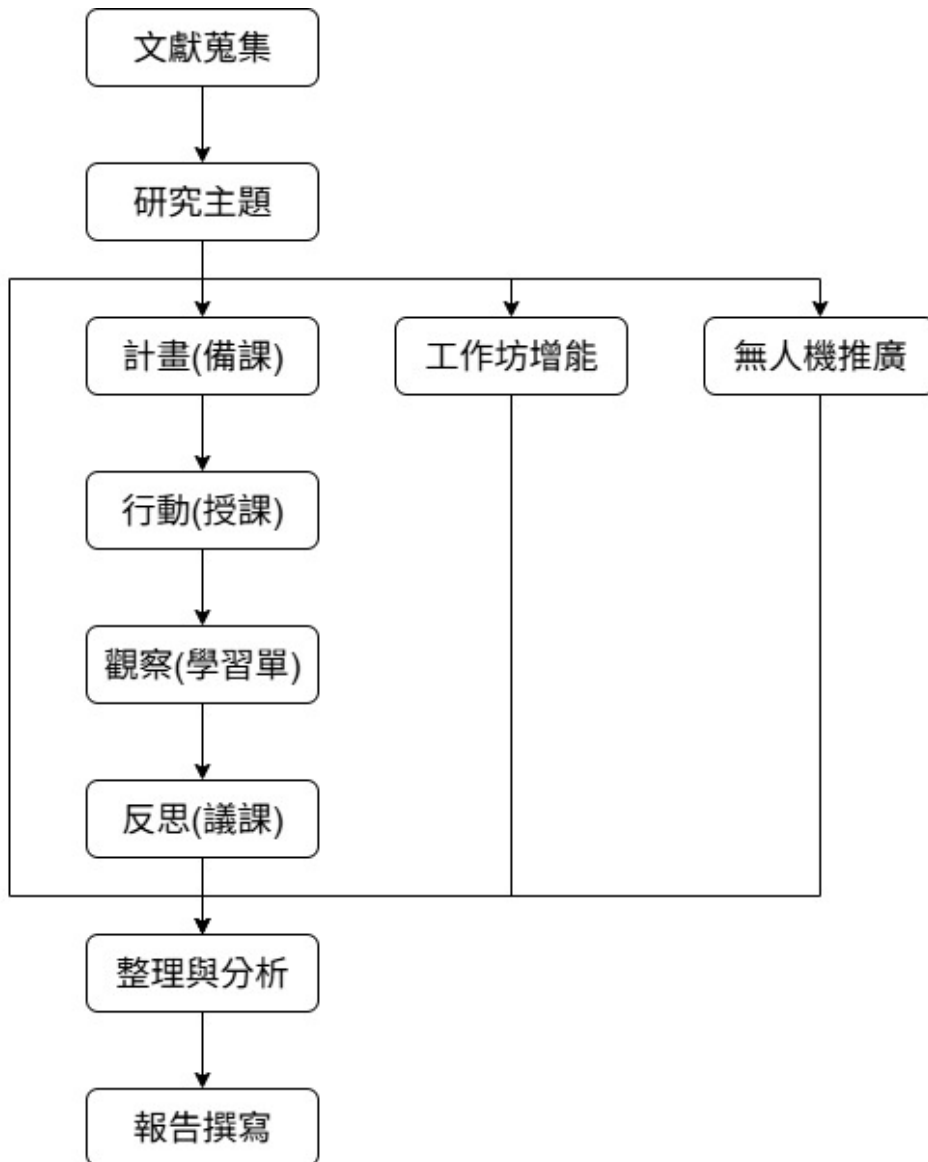 文獻蒐集
研究主題
計畫(備課)
工作坊增能
無人機推廣
行動(授課)
觀察(學習單)
反思(議課)
整理與分析
報告撰寫